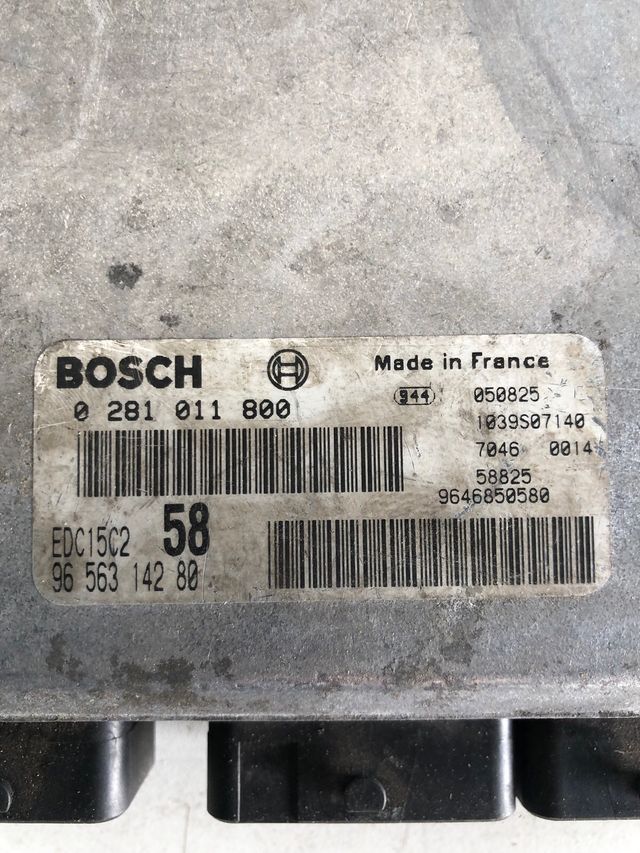 BOSCH
Made in France
0 281 011 800
944
050825
1039S07140
7046 0014
58825
9646850580
EDC15C2 58
96 563 142 80